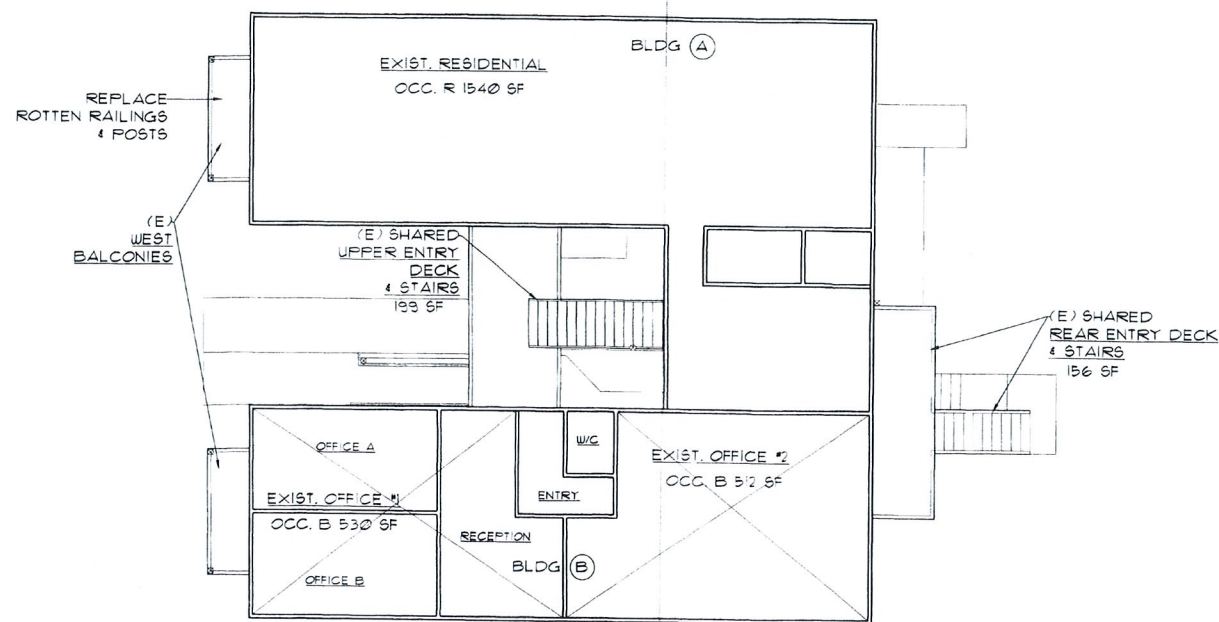 BLDG A
EXIST. RESIDENTIAL
OCC. R 1540 SF
REPLACE
ROTTEN RAILINGS
& POSTS
(E)
WEST
BALCONIES
(E) SHARED
UPPER ENTRY
DECK
& STAIRS
199 SF
(E) SHARED
REAR ENTRY DECK
& STAIRS
156 SF
OFFICE A
EXIST. OFFICE #1
OCC. B 530 SF
OFFICE B
RECEPTION
ENTRY
W/C
EXIST. OFFICE #2
OCC. B 512 SF
BLDG B